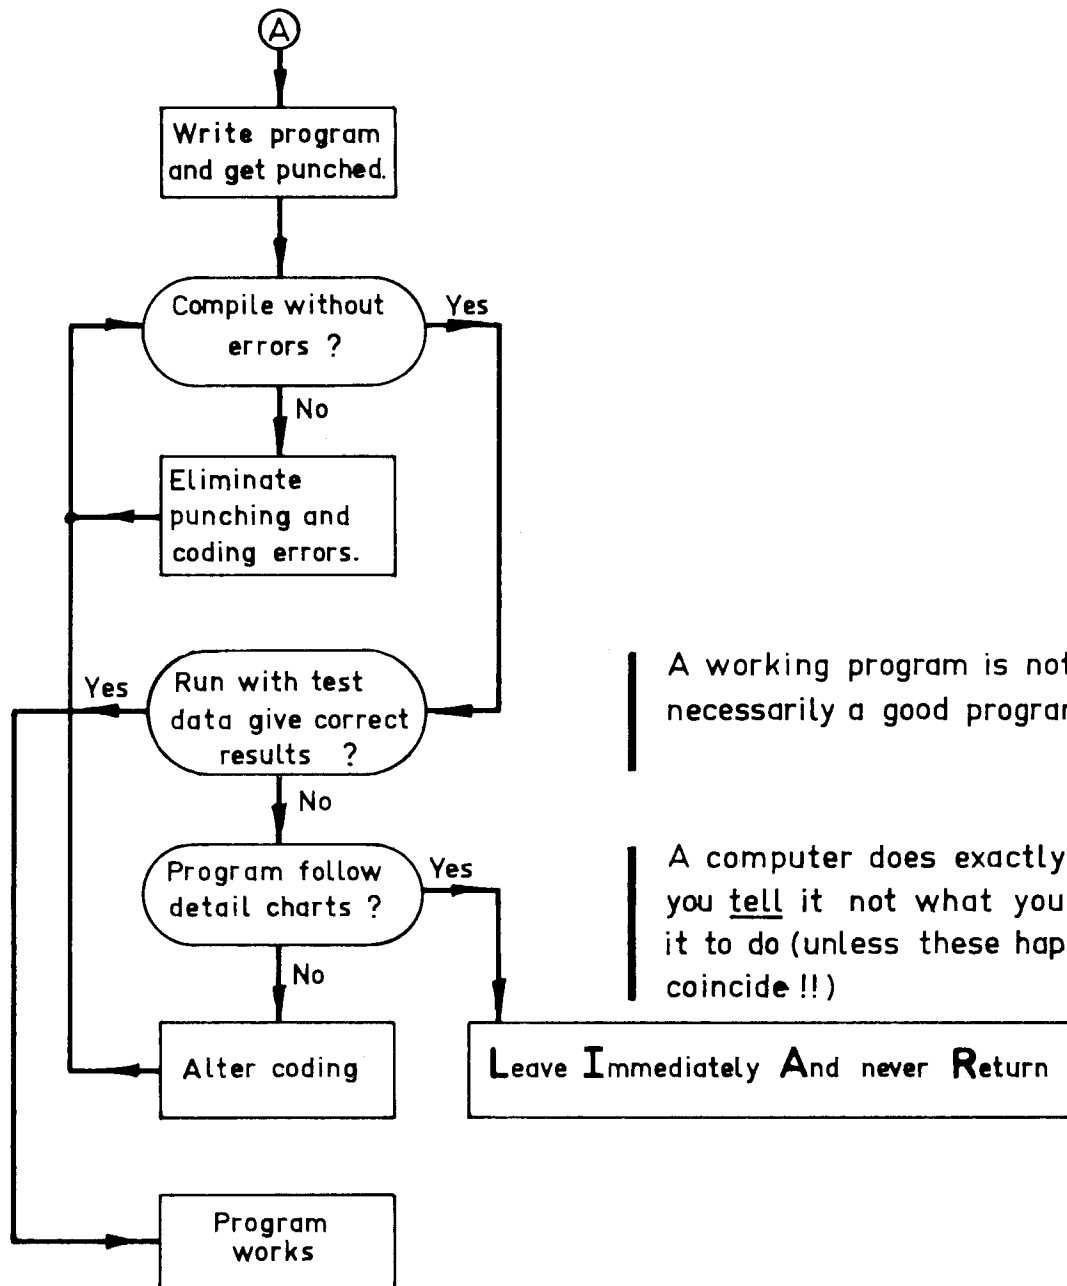 A
Write program
and get punched.
Compile without
errors ?
Yes
No
Eliminate
punching and
coding errors.
Yes
Run with test
data give correct
results ?
A working program is not
necessarily a good program
No
Program follow
detail charts ?
Yes
A computer does exactly
you tell it not what you
it to do (unless these hap
coincide !!)
No
Alter coding
Leave Immediately And never Return
Program
works